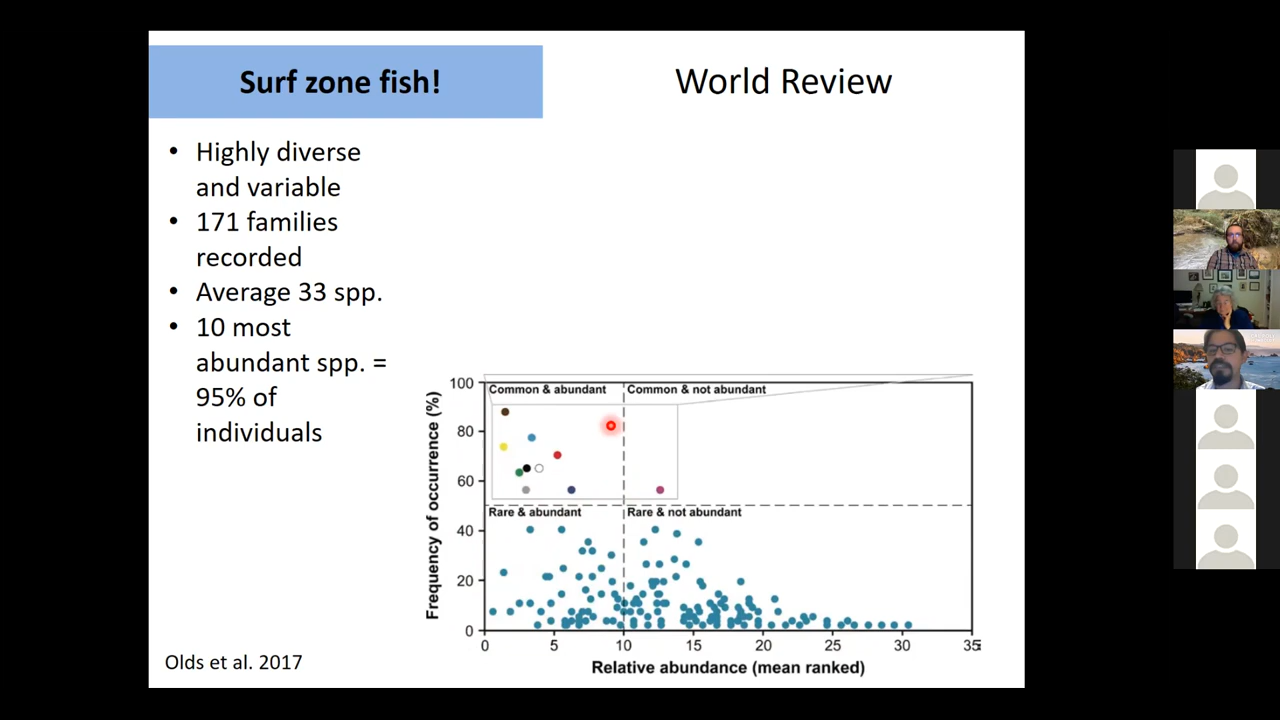 Surf zone fish!
World Review
• Highly diverse
and variable
• 171 families
recorded
• Average 33 spp.
• 10 most
abundant spp. =
95% of
individuals
Frequency of occurrence (%)
100
80
60
40
20
0
Common & abundant
Common & not abundant
Rare & abundant
Rare & not abundant
0
5
10
15
20
25
30
35
Relative abundance (mean ranked)
Olds et al. 2017